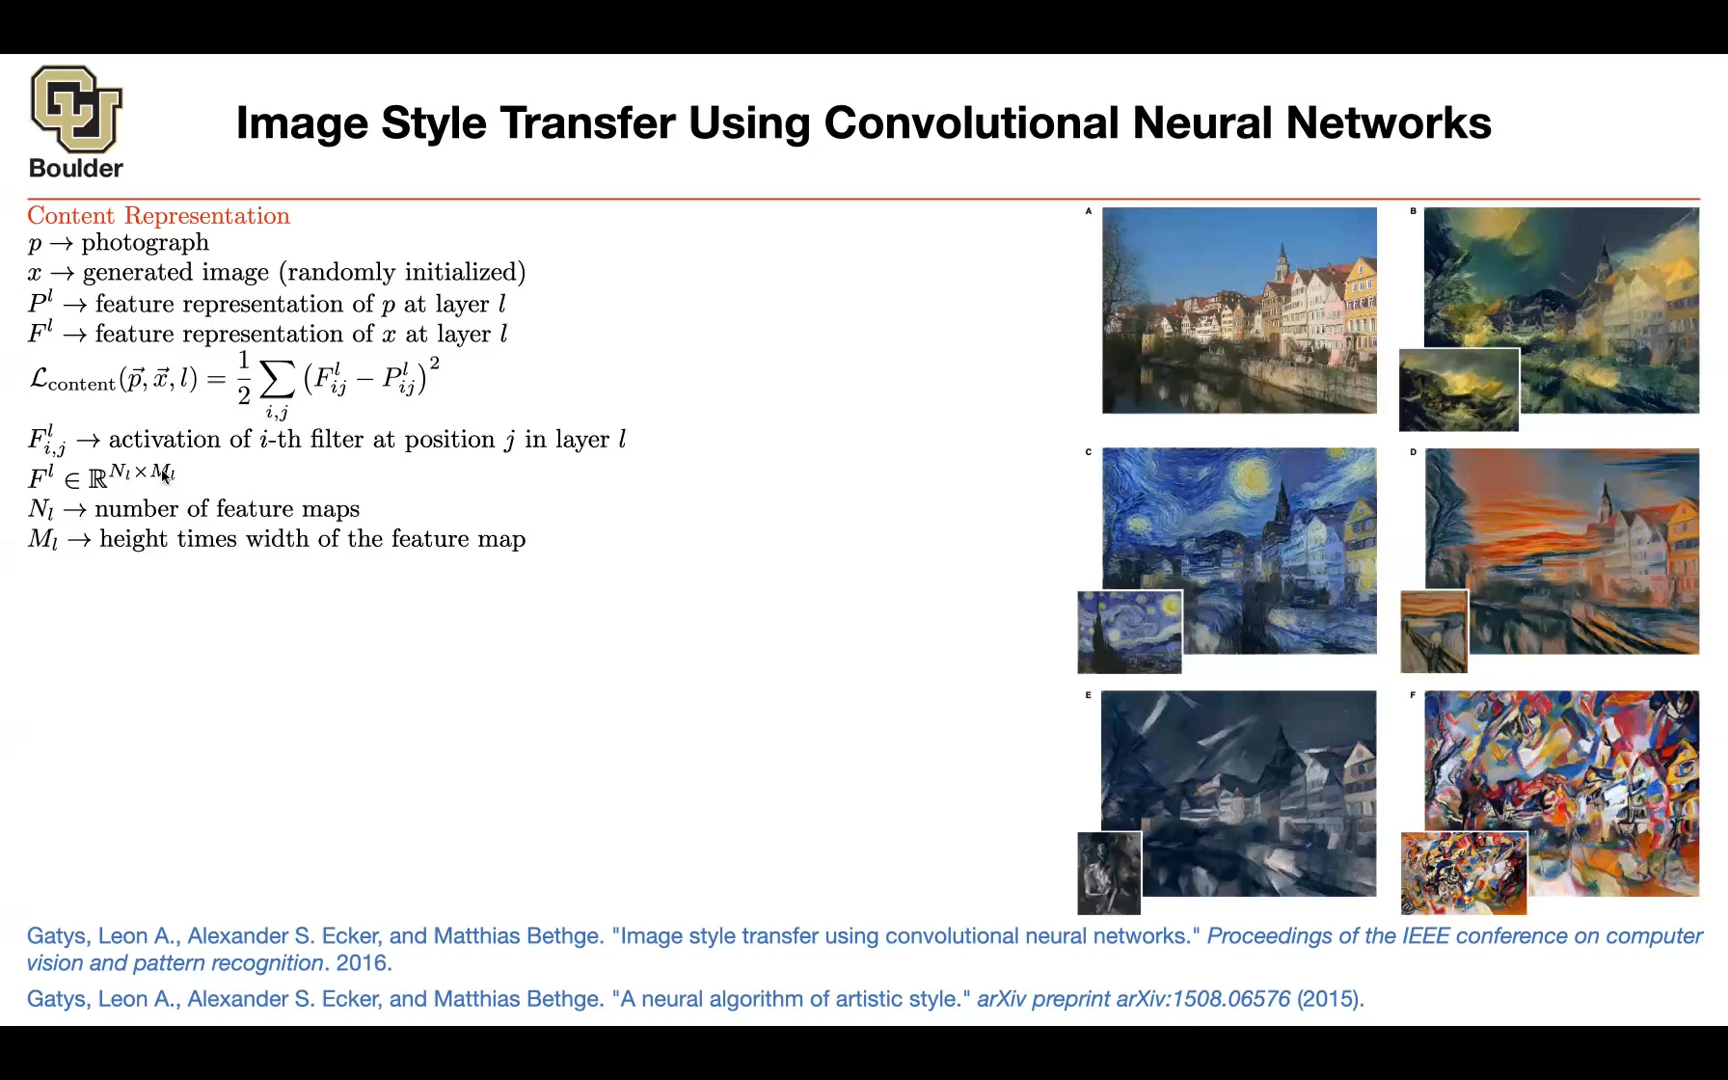 CU
Boulder
Image Style Transfer Using Convolutional Neural Networks
Content Representation
p → photograph
x → generated image (randomly initialized)
P^l → feature representation of p at layer l
F^l → feature representation of x at layer l
ℒ_content(p⃗, x⃗, l) = 1/2 ∑_{i,j} (F^l_{ij} − P^l_{ij})^2
F^l_{i,j} → activation of i-th filter at position j in layer l
F^l ∈ ℝ^{N_l×M_l}
N_l → number of feature maps
M_l → height times width of the feature map
A
B
C
D
E
F
Gatys, Leon A., Alexander S. Ecker, and Matthias Bethge. "Image style transfer using convolutional neural networks." Proceedings of the IEEE conference on computer
vision and pattern recognition. 2016.
Gatys, Leon A., Alexander S. Ecker, and Matthias Bethge. "A neural algorithm of artistic style." arXiv preprint arXiv:1508.06576 (2015).